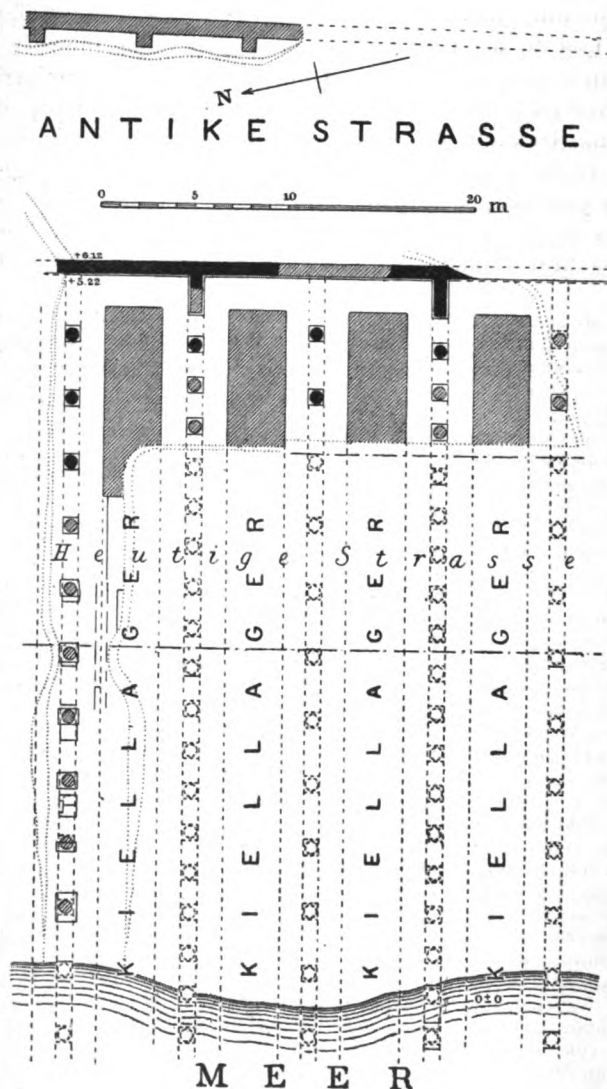 N
ANTIKE STRASSE
0 5 10 20 m
+6.12
+5.22
Heutige Strasse
KIELLAGER
KIELLAGER
KIELLAGER
KIELLAGER
0±0
MEER